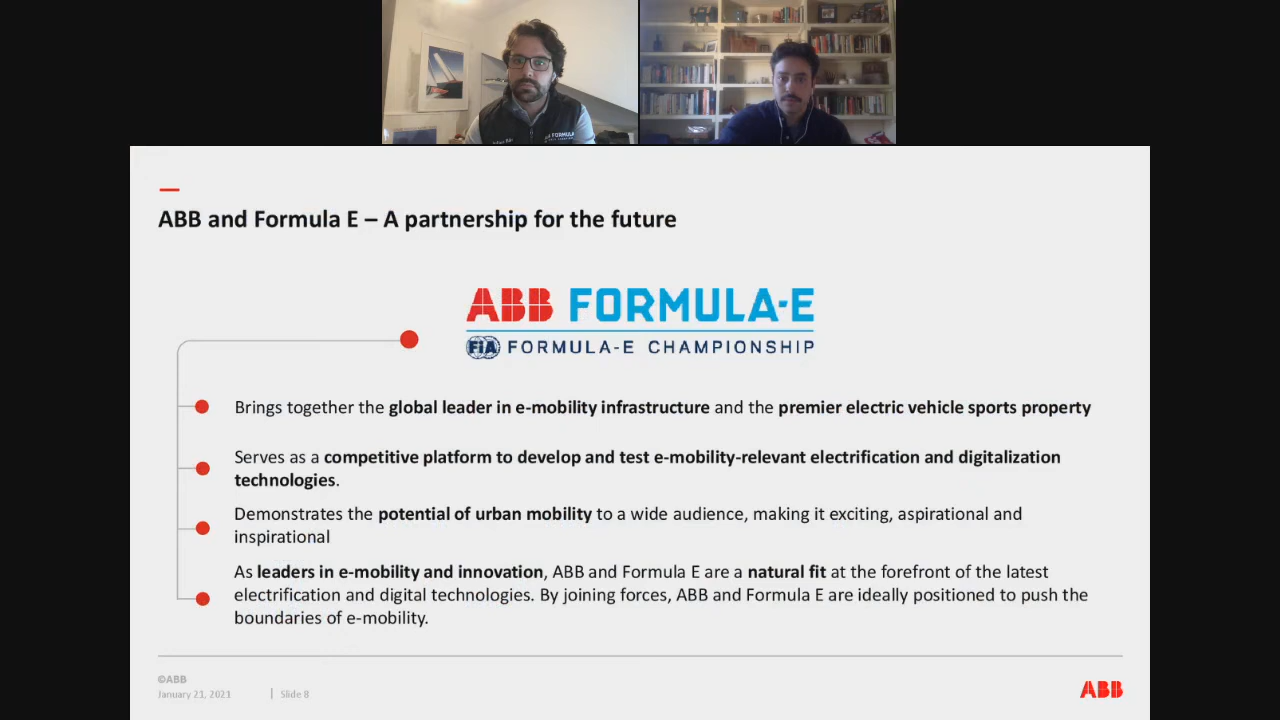 FORMULA
ABB and Formula E – A partnership for the future
ABB FORMULA-E
FIA FORMULA-E CHAMPIONSHIP
Brings together the global leader in e-mobility infrastructure and the premier electric vehicle sports property
Serves as a competitive platform to develop and test e-mobility-relevant electrification and digitalization
technologies.
Demonstrates the potential of urban mobility to a wide audience, making it exciting, aspirational and
inspirational
As leaders in e-mobility and innovation, ABB and Formula E are a natural fit at the forefront of the latest
electrification and digital technologies. By joining forces, ABB and Formula E are ideally positioned to push the
boundaries of e-mobility.
©ABB
January 21, 2021 | Slide 8
ABB